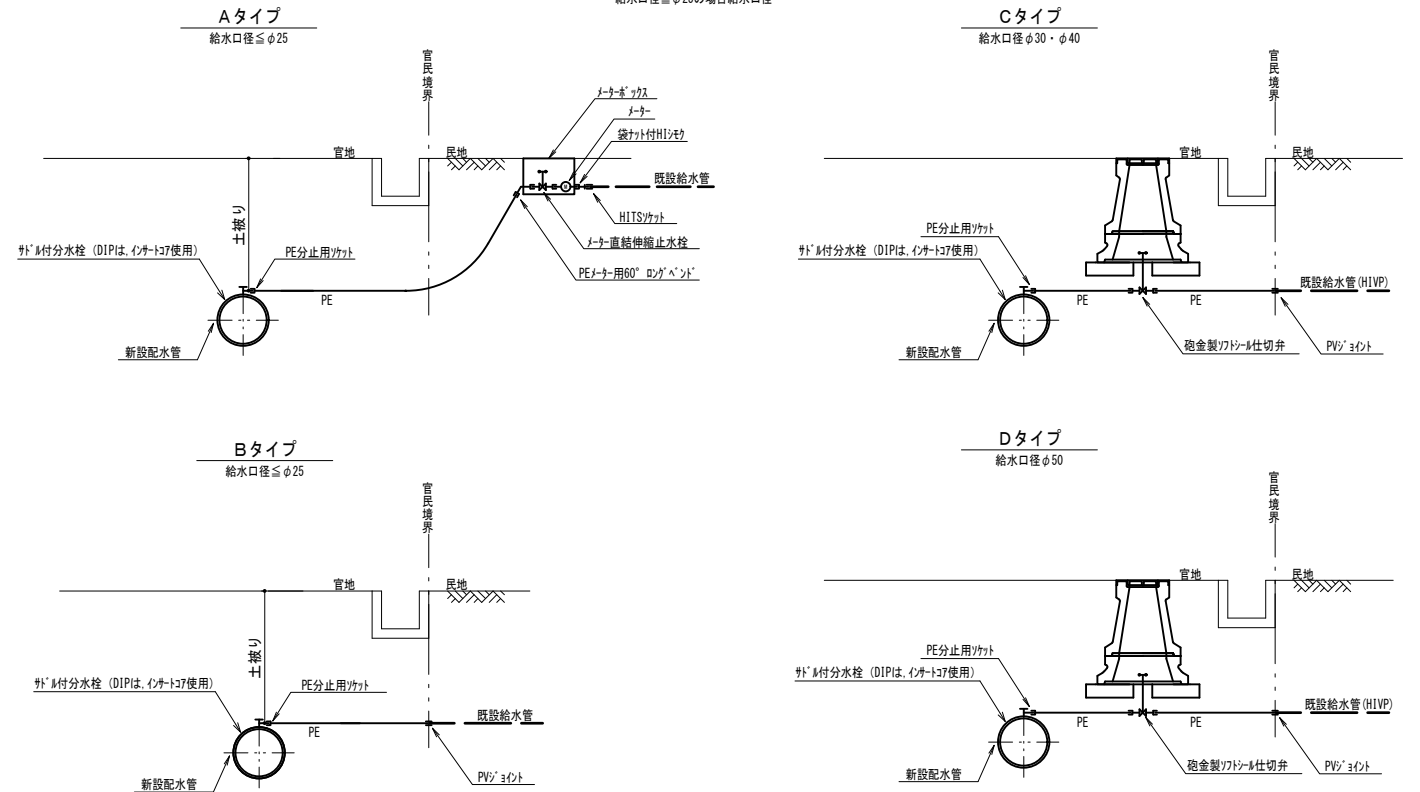 Aタイプ
給水口径≦φ25
官民境界
メーターボックス
メーター
袋ナット付HIシモク
官地
民地
既設給水管
土被り
HITSソケット
サドル付分水栓 (DIPは,インサートコア使用)
PE分止用ソケット
メーター直結伸縮止水栓
PEメーター用60° ロングベンド
PE
新設配水管
Cタイプ
給水口径φ30・φ40
官民境界
官地
民地
PE分止用ソケット
サドル付分水栓 (DIPは,インサートコア使用)
既設給水管(HIVP)
PE
PE
新設配水管
砲金製ソフトシール仕切弁
PVジョイント
Bタイプ
給水口径≦φ25
官民境界
官地
民地
土被り
サドル付分水栓 (DIPは,インサートコア使用)
PE分止用ソケット
既設給水管
PE
新設配水管
PVジョイント
Dタイプ
給水口径φ50
官民境界
官地
民地
PE分止用ソケット
サドル付分水栓 (DIPは,インサートコア使用)
既設給水管(HIVP)
PE
PE
新設配水管
砲金製ソフトシール仕切弁
PVジョイント